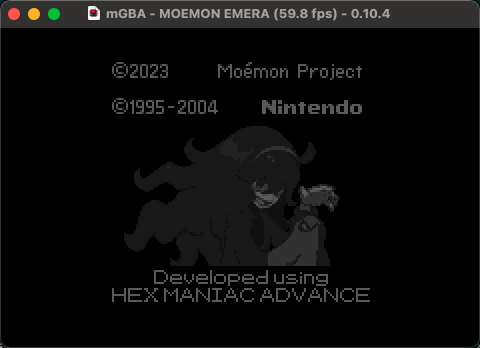 mGBA - MOEMON EMERA (59.8 fps) - 0.10.4
©2023 Moémon Project
©1995-2004 Nintendo
Developed using
HEX MANIAC ADVANCE